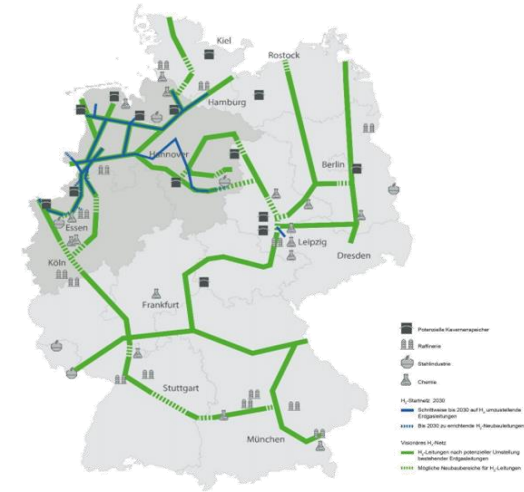 Kiel
Rostock
Hamburg
Hannover
Berlin
Essen
Leipzig
Köln
Dresden
Frankfurt
Stuttgart
München
Potenzielle Kavernenspeicher
Raffinerie
Stahlindustrie
Chemie
H₂-Startnetz 2030
Schrittweise bis 2030 auf H₂ umzustellende
Erdgasleitungen
Bis 2030 zu errichtende H₂-Neubauleitungen
Visionäres H₂-Netz
H₂-Leitungen nach potenzieller Umstellung
bestehender Erdgasleitungen
Mögliche Neubaubereiche für H₂-Leitungen